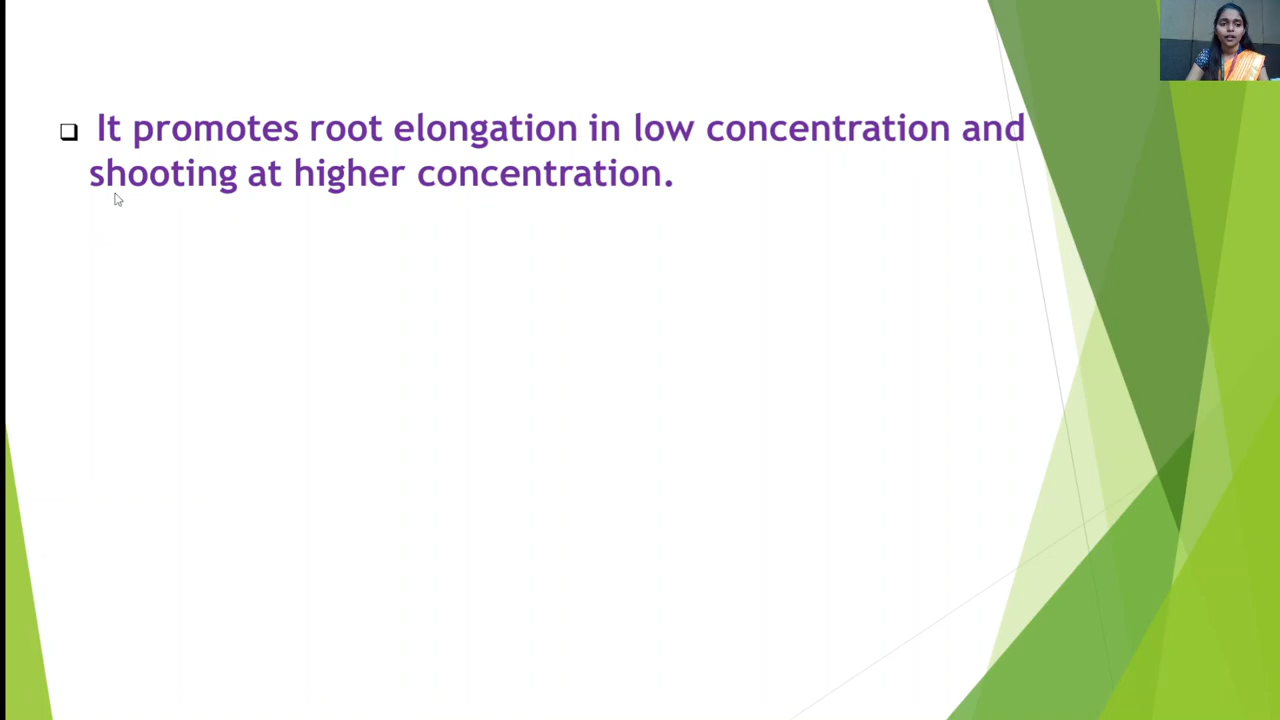 It promotes root elongation in low concentration and
shooting at higher concentration.